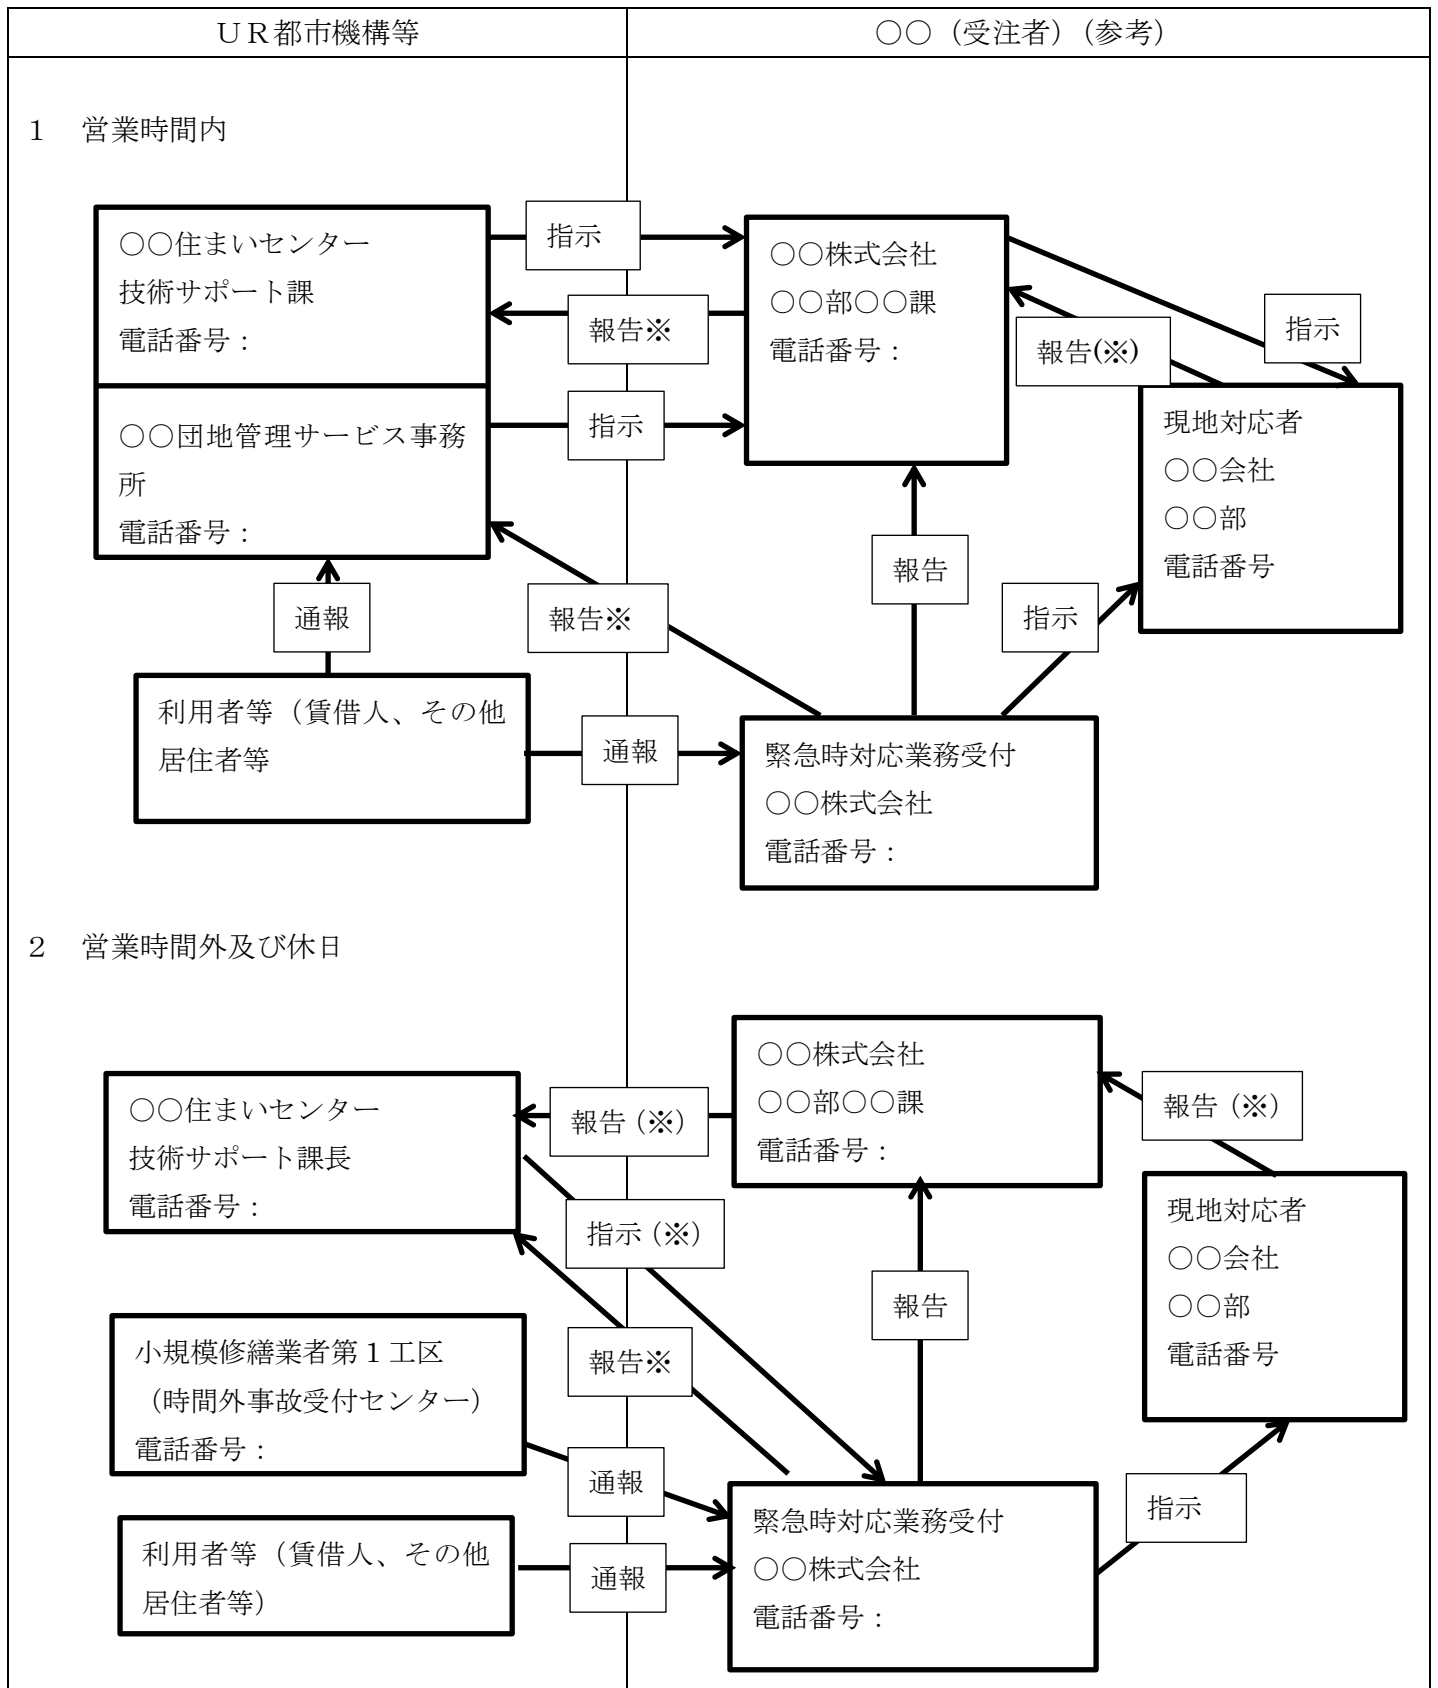 ＵＲ都市機構等
○○（受注者）（参考）
１　営業時間内
○○住まいセンター
技術サポート課
電話番号：
○○団地管理サービス事務
所
電話番号：
指示
報告※
指示
○○株式会社
○○部○○課
電話番号：
報告(※)
指示
現地対応者
○○会社
○○部
電話番号
通報
報告※
報告
指示
利用者等（賃借人、その他
居住者等
通報
緊急時対応業務受付
○○株式会社
電話番号：
２　営業時間外及び休日
○○住まいセンター
技術サポート課長
電話番号：
報告（※）
○○株式会社
○○部○○課
電話番号：
報告（※）
指示（※）
現地対応者
○○会社
○○部
電話番号
報告
小規模修繕業者第１工区
（時間外事故受付センター）
電話番号：
報告※
通報
利用者等（賃借人、その他
居住者等）
通報
緊急時対応業務受付
○○株式会社
電話番号：
指示